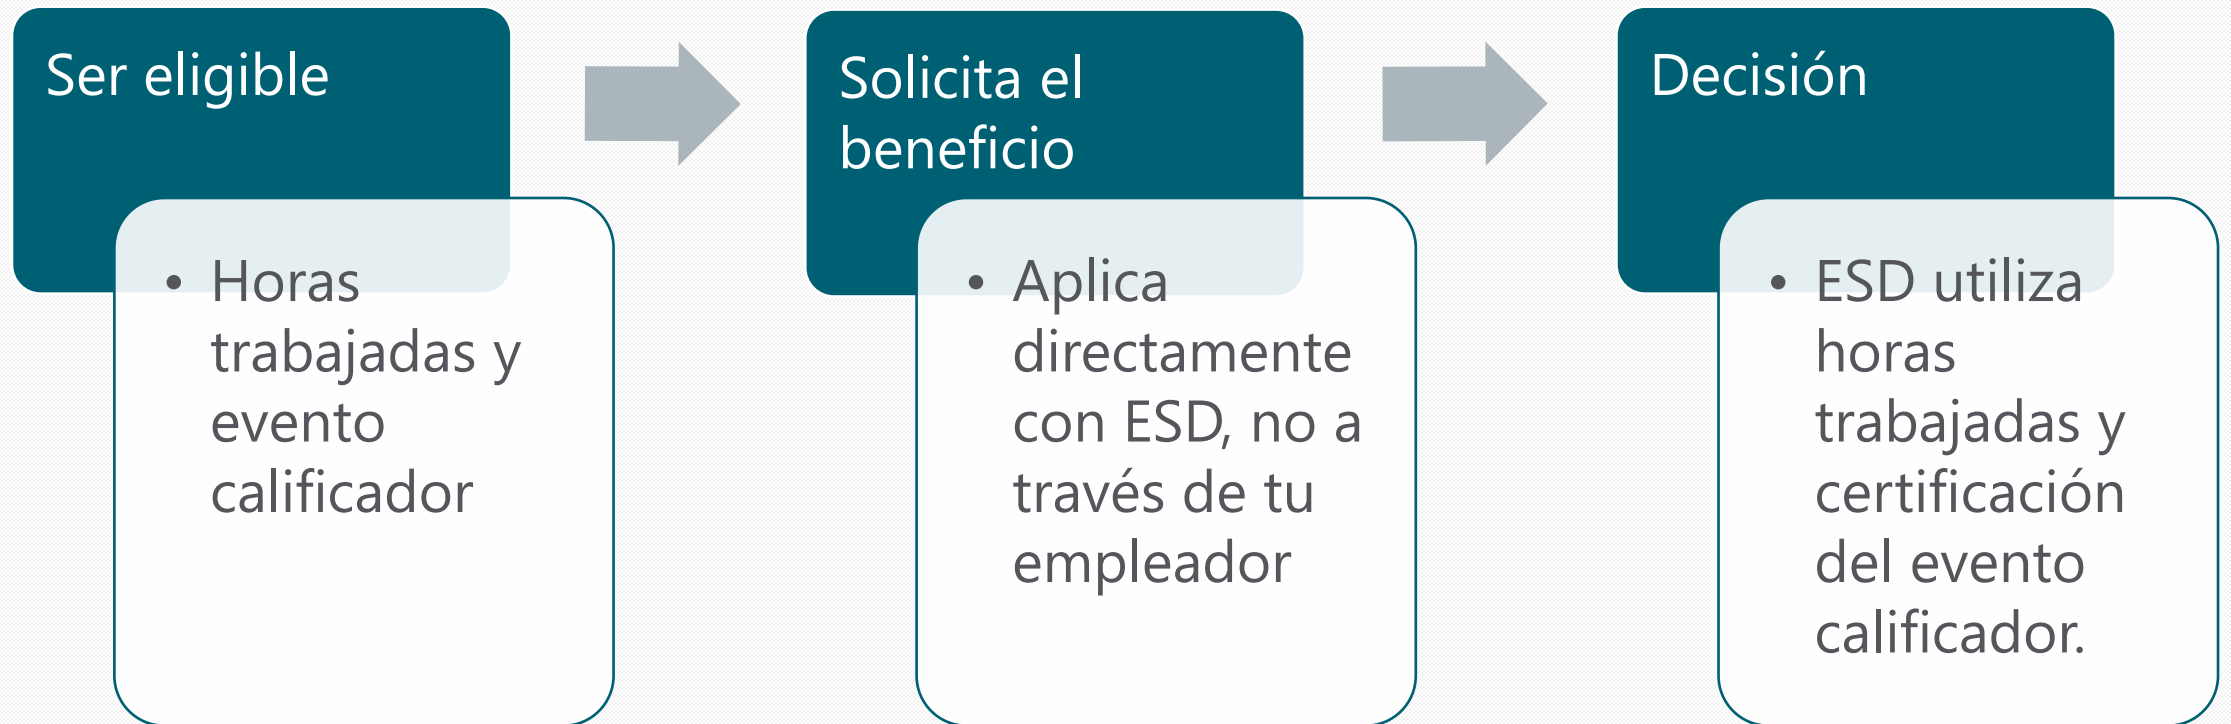 Ser eligible
• Horas
trabajadas y
evento
calificador
Solicita el
beneficio
• Aplica
directamente
con ESD, no a
través de tu
empleador
Decisión
• ESD utiliza
horas
trabajadas y
certificación
del evento
calificador.